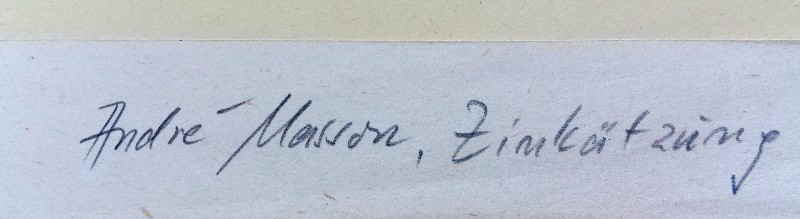 André Masson, Zinkätzung